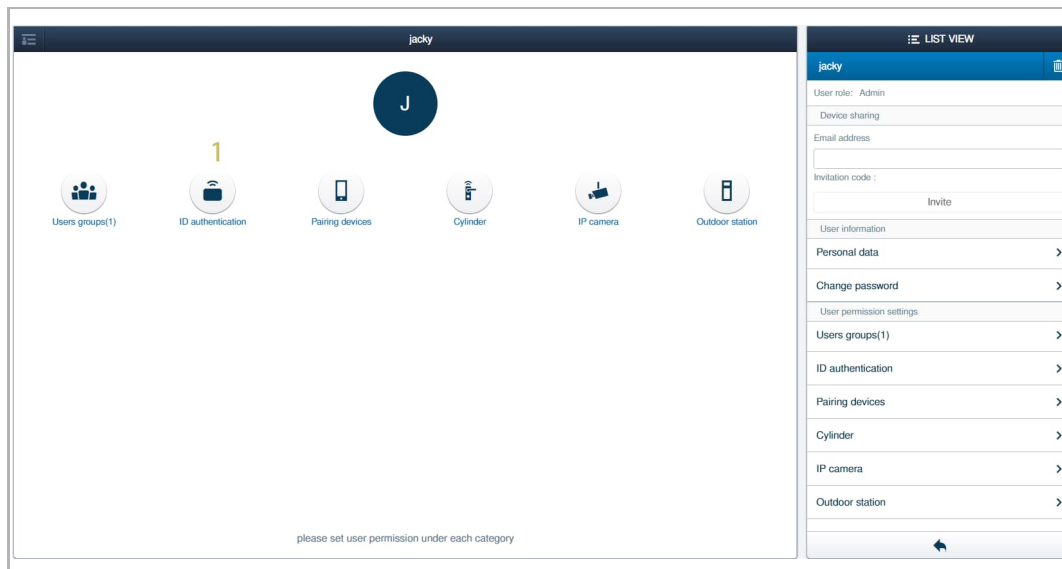 jacky
J
1
Users groups(1)
ID authentication
Pairing devices
Cylinder
IP camera
Outdoor station
please set user permission under each category
LIST VIEW
jacky
User role: Admin
Device sharing
Email address
Invitation code :
Invite
User information
Personal data
Change password
User permission settings
Users groups(1)
ID authentication
Pairing devices
Cylinder
IP camera
Outdoor station